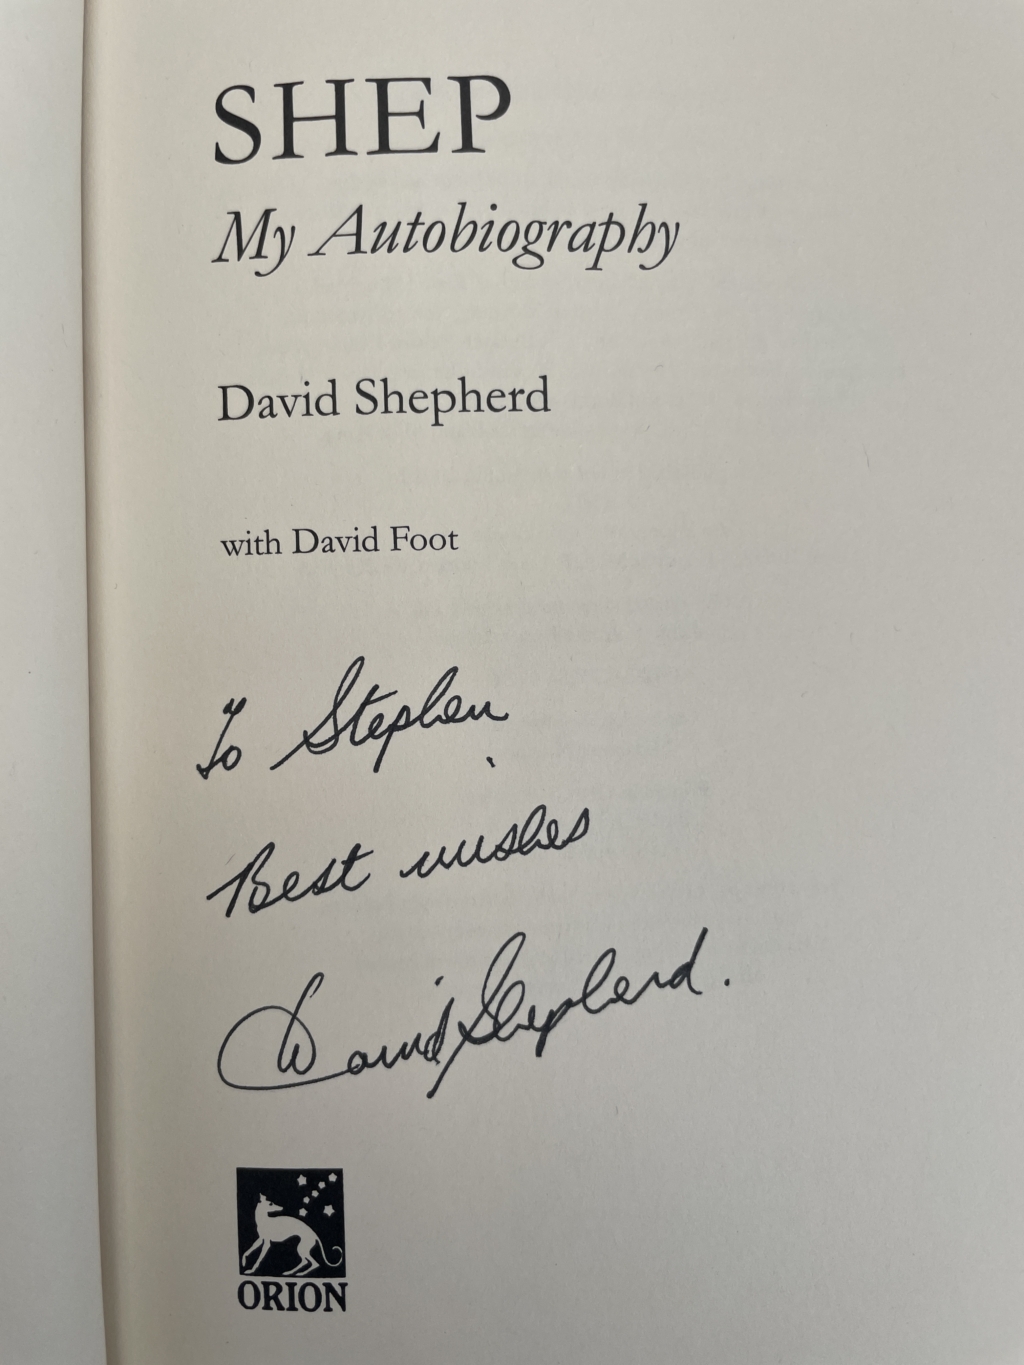 SHEP
My Autobiography
David Shepherd
with David Foot
To Stephen
Best wishes
David Shepherd.
ORION